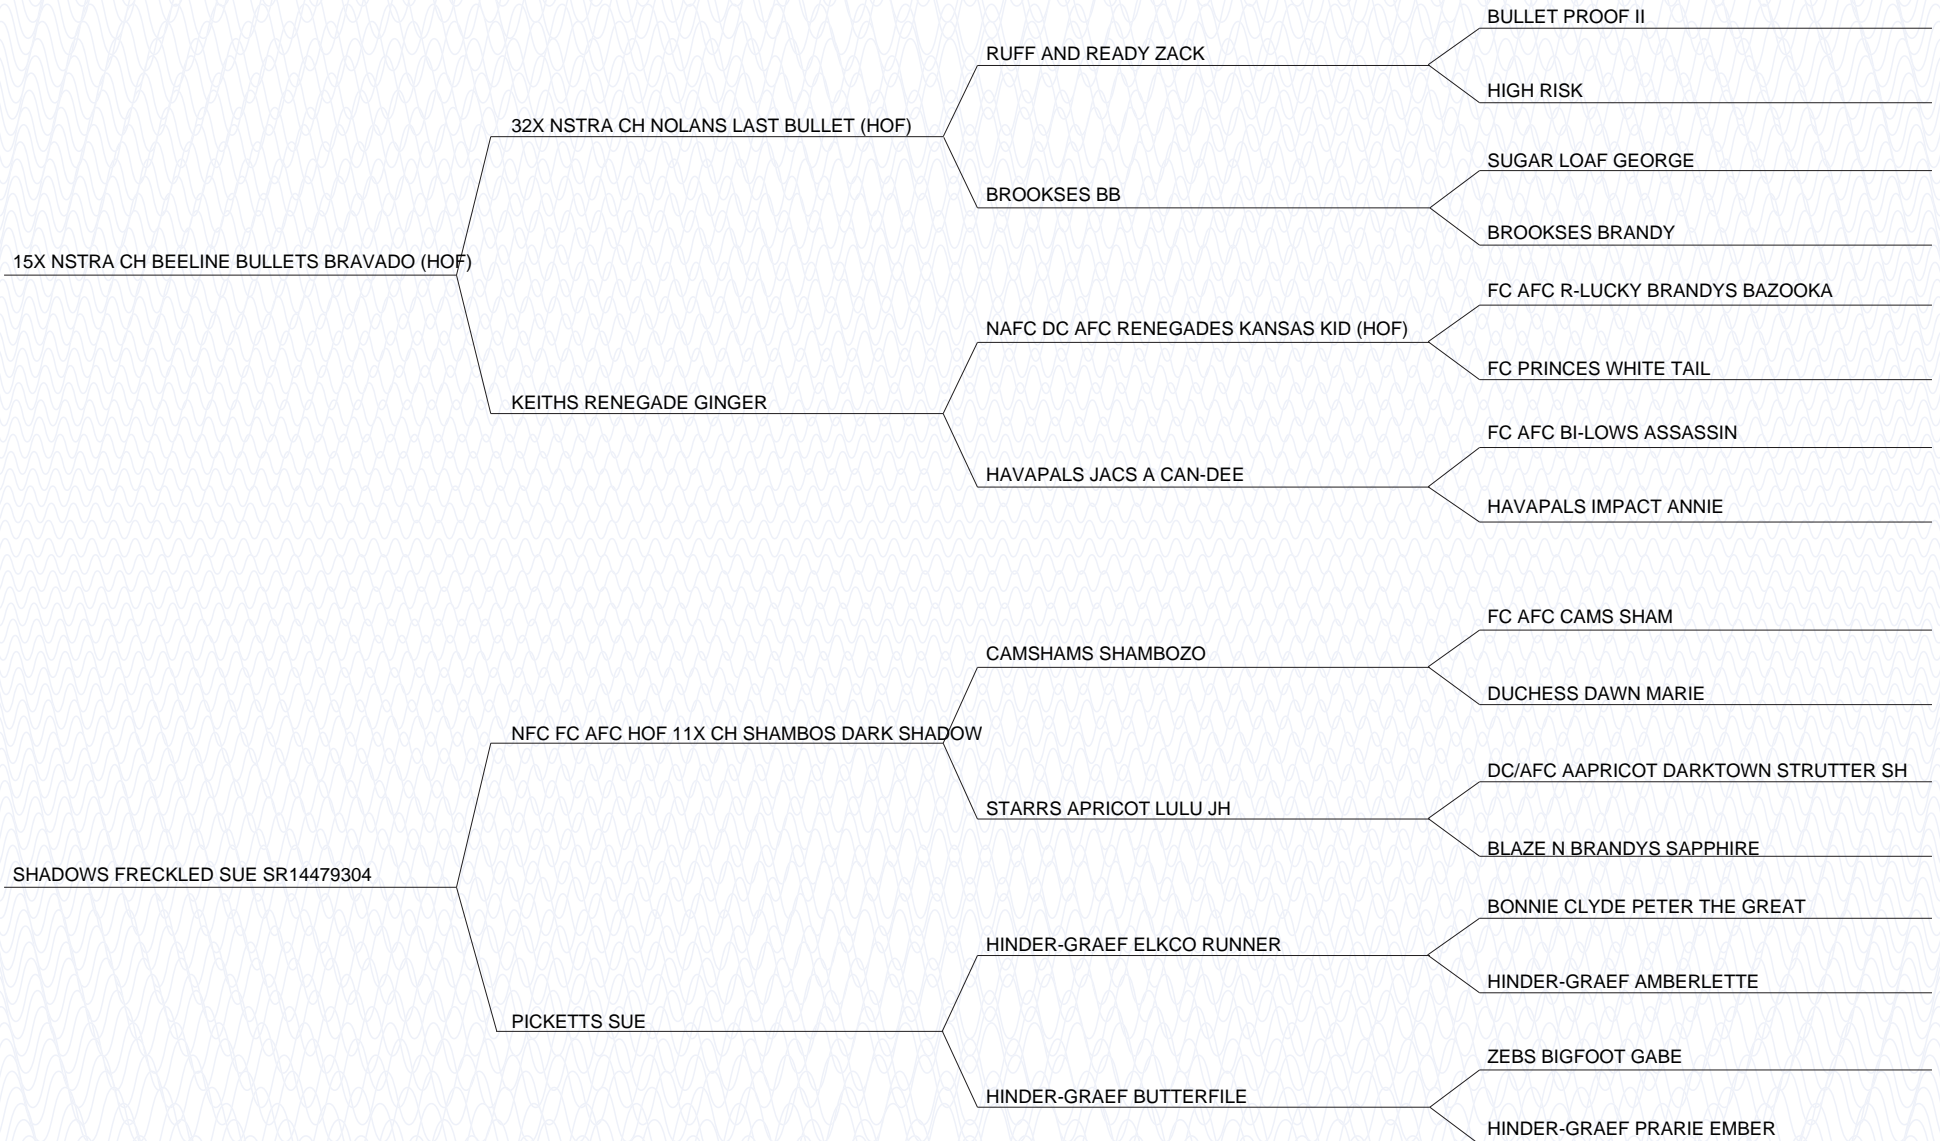 BULLET PROOF II
RUFF AND READY ZACK
HIGH RISK
32X NSTRA CH NOLANS LAST BULLET (HOF)
SUGAR LOAF GEORGE
BROOKSES BB
BROOKSES BRANDY
15X NSTRA CH BEELINE BULLETS BRAVADO (HOF)
FC AFC R-LUCKY BRANDYS BAZOOKA
NAFC DC AFC RENEGADES KANSAS KID (HOF)
FC PRINCES WHITE TAIL
KEITHS RENEGADE GINGER
FC AFC BI-LOWS ASSASSIN
HAVAPALS JACS A CAN-DEE
HAVAPALS IMPACT ANNIE
FC AFC CAMS SHAM
CAMSHAMS SHAMBOZO
DUCHESS DAWN MARIE
NFC FC AFC HOF 11X CH SHAMBOS DARK SHADOW
DC/AFC AAPRICOT DARKTOWN STRUTTER SH
STARRS APRICOT LULU JH
BLAZE N BRANDYS SAPPHIRE
SHADOWS FRECKLED SUE SR14479304
BONNIE CLYDE PETER THE GREAT
HINDER-GRAEF ELKCO RUNNER
HINDER-GRAEF AMBERLETTE
PICKETTS SUE
ZEBS BIGFOOT GABE
HINDER-GRAEF BUTTERFILE
HINDER-GRAEF PRARIE EMBER